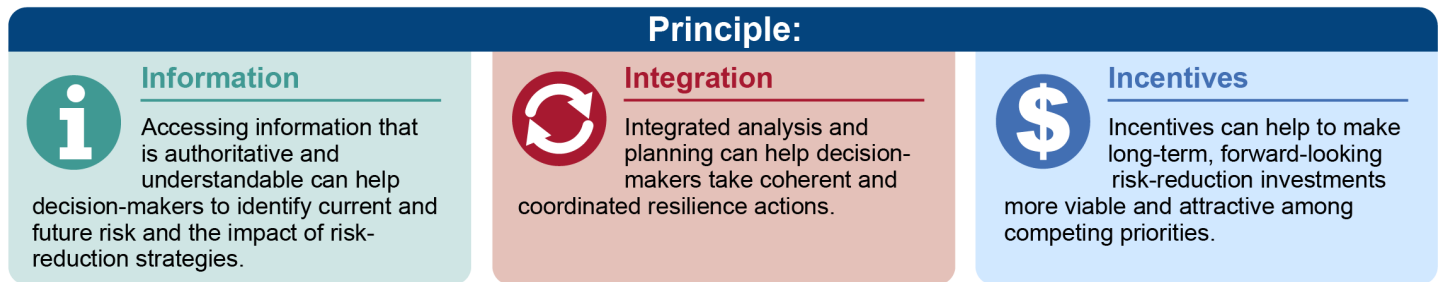 Principle:
Information
Accessing information that
is authoritative and
understandable can help
decision-makers to identify current and
future risk and the impact of risk-
reduction strategies.
Integration
Integrated analysis and
planning can help decision-
makers take coherent and
coordinated resilience actions.
$
Incentives
Incentives can help to make
long-term, forward-looking
risk-reduction investments
more viable and attractive among
competing priorities.